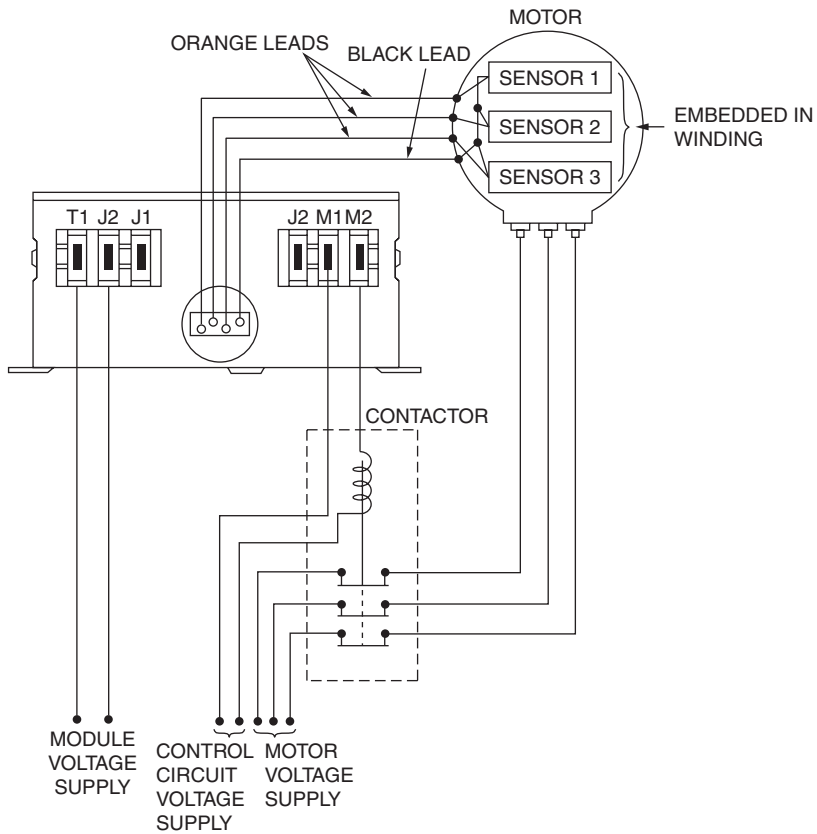 MOTOR
ORANGE LEADS
BLACK LEAD
SENSOR 1
SENSOR 2
SENSOR 3
EMBEDDED IN
WINDING
T1 J2 J1
J2 M1 M2
CONTACTOR
MODULE
VOLTAGE
SUPPLY
CONTROL
CIRCUIT
VOLTAGE
SUPPLY
MOTOR
VOLTAGE
SUPPLY